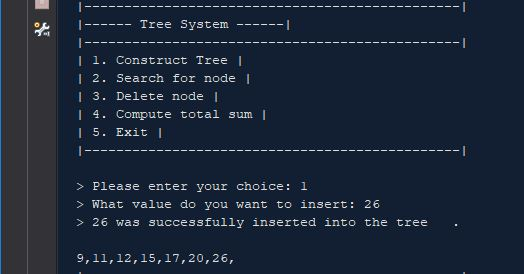 |-----------------------------------------------|
|------ Tree System ------|
|-----------------------------------------------|
| 1. Construct Tree |
| 2. Search for node |
| 3. Delete node |
| 4. Compute total sum |
| 5. Exit |
|-----------------------------------------------|
> Please enter your choice: 1
> What value do you want to insert: 26
> 26 was successfully inserted into the tree   .
9,11,12,15,17,20,26,